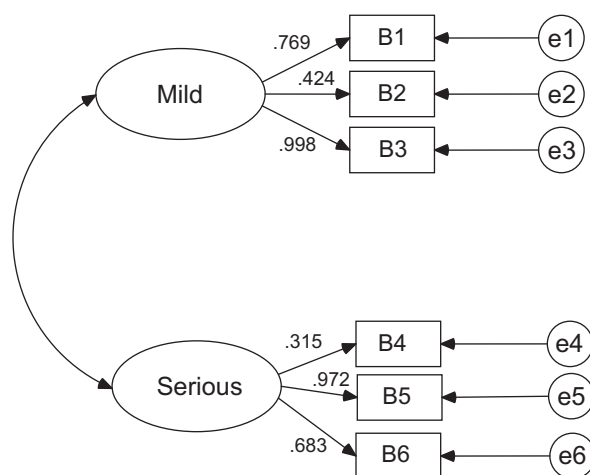 .769
B1
e1
Mild
.424
B2
e2
.998
B3
e3
.315
B4
e4
Serious
.972
B5
e5
.683
B6
e6